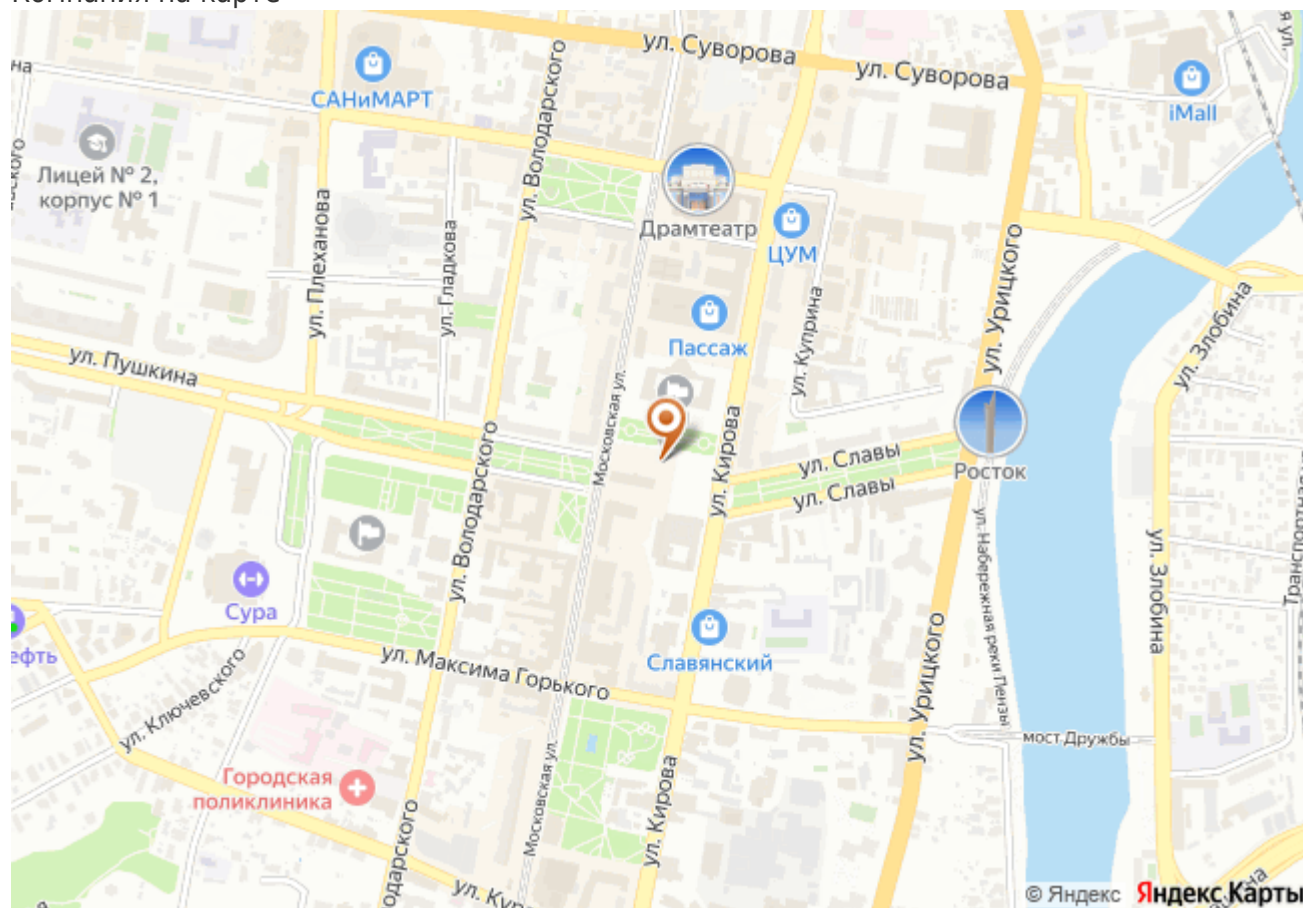 Компания на карте
ул. Суворова
ул. Суворова
САНиМАРТ
iMall
Лицей № 2,
корпус № 1
ул. Володарского
Драмтеатр
ЦУМ
ул. Плеханова
ул. Гладкова
ул. Урицкого
ул. Злобина
Пассаж
ул. Куприна
ул. Пушкина
Московская ул.
ул. Кирова
ул. Славы
ул. Славы
Росток
ул. Володарского
ул. Набережная реки Пензы
ул. Злобина
Сура
Славянский
ул. Максима Горького
ул. Урицкого
ул. Ключевского
мост Дружбы
Городская
поликлиника
Московская ул.
ул. Кирова
© Яндекс Яндекс Карты